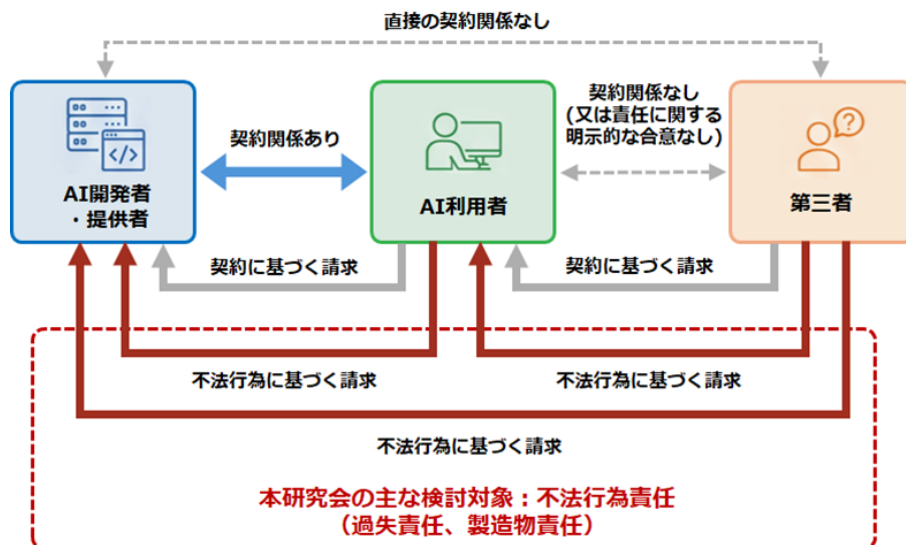 直接の契約関係なし
契約関係なし
(又は責任に関する
明示的な合意なし)
契約関係あり
AI開発者
・提供者
AI利用者
第三者
契約に基づく請求
契約に基づく請求
不法行為に基づく請求
不法行為に基づく請求
不法行為に基づく請求
本研究会の主な検討対象：不法行為責任
（過失責任、製造物責任）